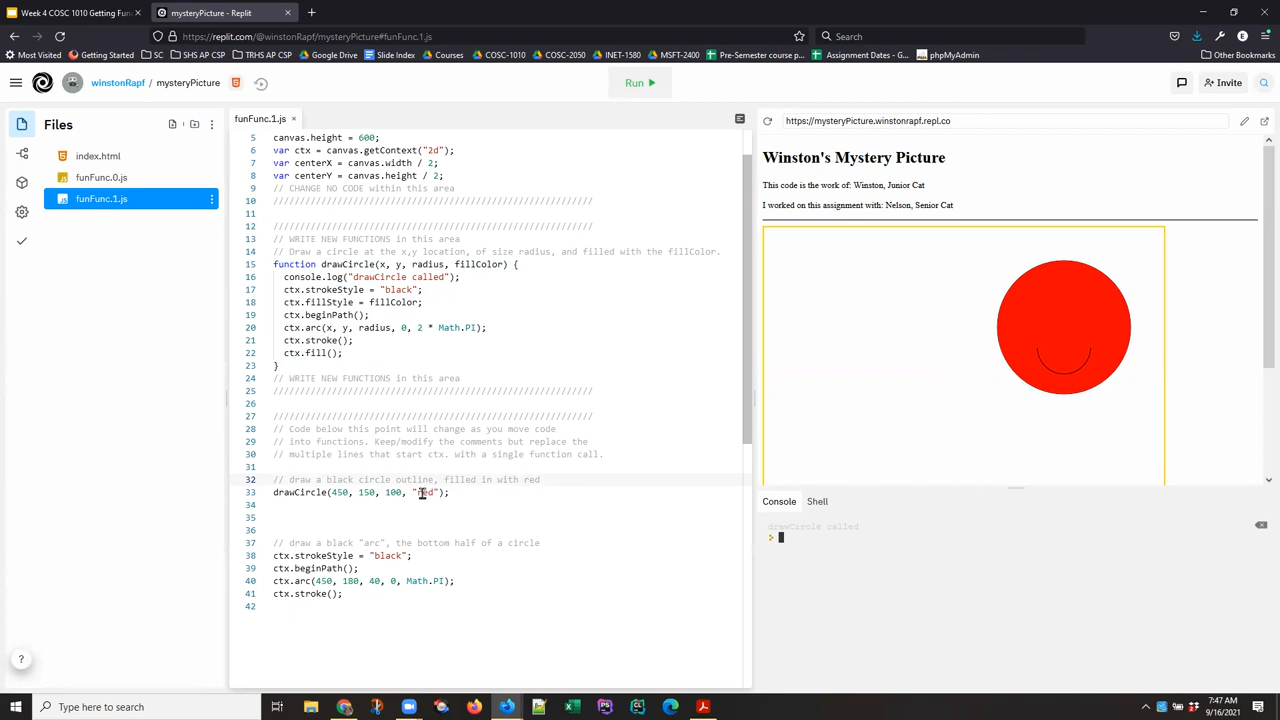 Week 4 COSC 1010 Getting Fun
mysteryPicture - Replit
https://replit.com/@winstonRapf/mysteryPicture#funFunc.1.js
Search
Most Visited
Getting Started
SC
SHS AP CSP
TRHS AP CSP
Google Drive
Slide Index
Courses
COSC-1010
COSC-2050
INET-1580
MSFT-2400
Pre-Semester course p...
Assignment Dates - G...
phpMyAdmin
Other Bookmarks
winstonRapf / mysteryPicture
Run
Invite
Files
index.html
funFunc.0.js
funFunc.1.js
funFunc.1.js
5 canvas.height = 600;
6 var ctx = canvas.getContext("2d");
7 var centerX = canvas.width / 2;
8 var centerY = canvas.height / 2;
9 // CHANGE NO CODE within this area
10 ////////////////////////////////////////////////////////////
11
12 ////////////////////////////////////////////////////////////
13 // WRITE NEW FUNCTIONS in this area
14 // Draw a circle at the x,y location, of size radius, and filled with the fillColor.
15 function drawCircle(x, y, radius, fillColor) {
16 console.log("drawCircle called");
17 ctx.strokeStyle = "black";
18 ctx.fillStyle = fillColor;
19 ctx.beginPath();
20 ctx.arc(x, y, radius, 0, 2 * Math.PI);
21 ctx.stroke();
22 ctx.fill();
23 }
24 // WRITE NEW FUNCTIONS in this area
25 ////////////////////////////////////////////////////////////
26
27 ////////////////////////////////////////////////////////////
28 // Code below this point will change as you move code
29 // into functions. Keep/modify the comments but replace the
30 // multiple lines that start ctx. with a single function call.
31
32 // draw a black circle outline, filled in with red
33 drawCircle(450, 150, 100, "red");
34
35
36
37 // draw a black "arc", the bottom half of a circle
38 ctx.strokeStyle = "black";
39 ctx.beginPath();
40 ctx.arc(450, 180, 40, 0, Math.PI);
41 ctx.stroke();
42
https://mysteryPicture.winstonrapf.repl.co
Winston's Mystery Picture
This code is the work of: Winston, Junior Cat
I worked on this assignment with: Nelson, Senior Cat
Console
Shell
drawCircle called
Type here to search
7:47 AM
9/16/2021